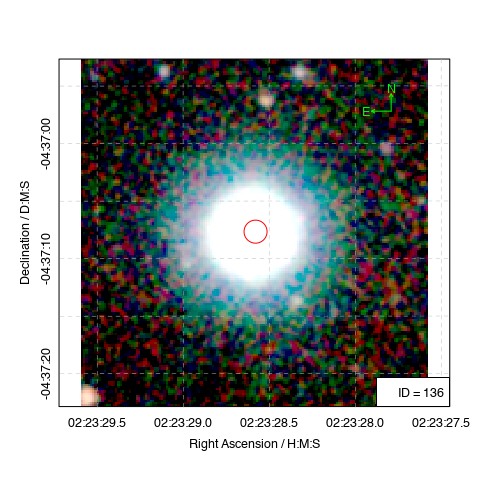 N
E
-04:37:00
-04:37:10
-04:37:20
Declination / D:M:S
ID = 136
02:23:29.5 02:23:29.0 02:23:28.5 02:23:28.0 02:23:27.5
Right Ascension / H:M:S